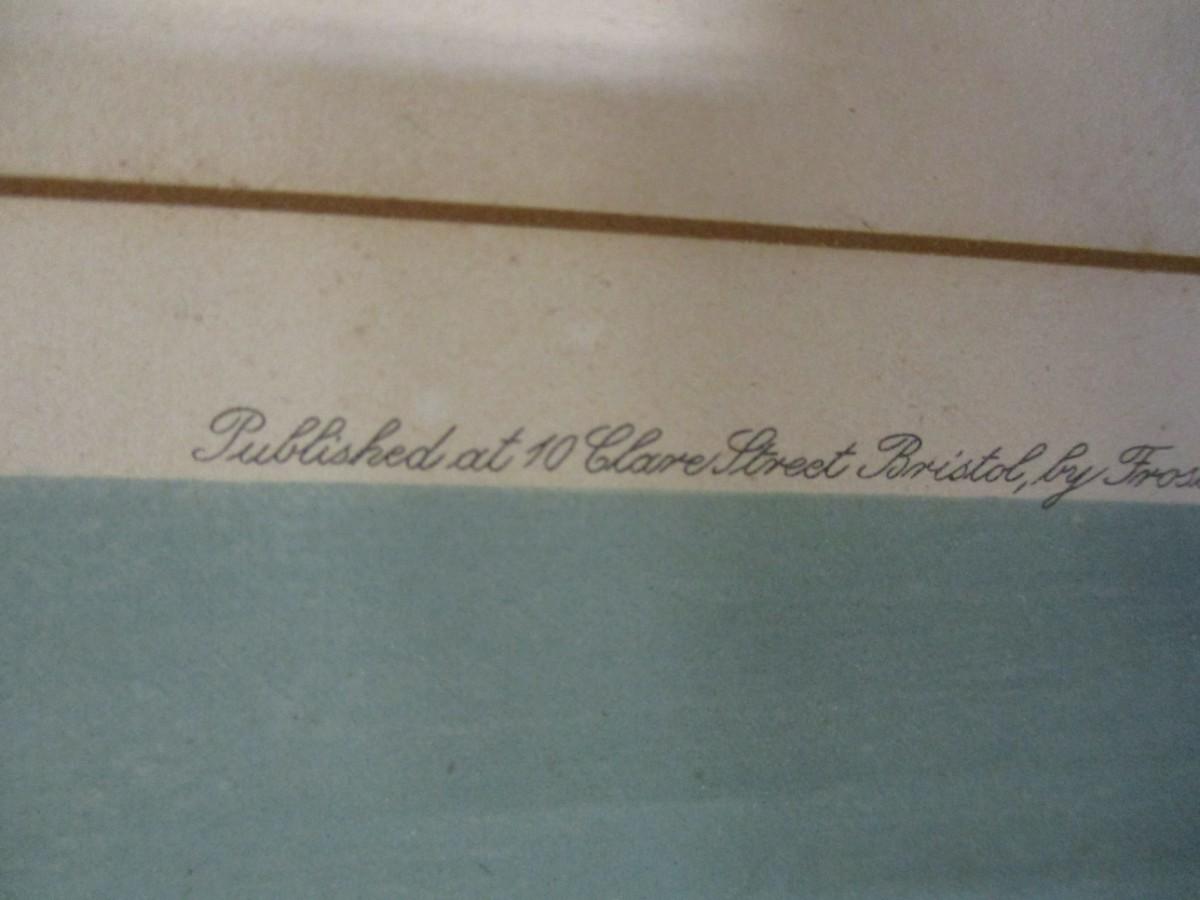 Published at 10 Clare Street Bristol, by